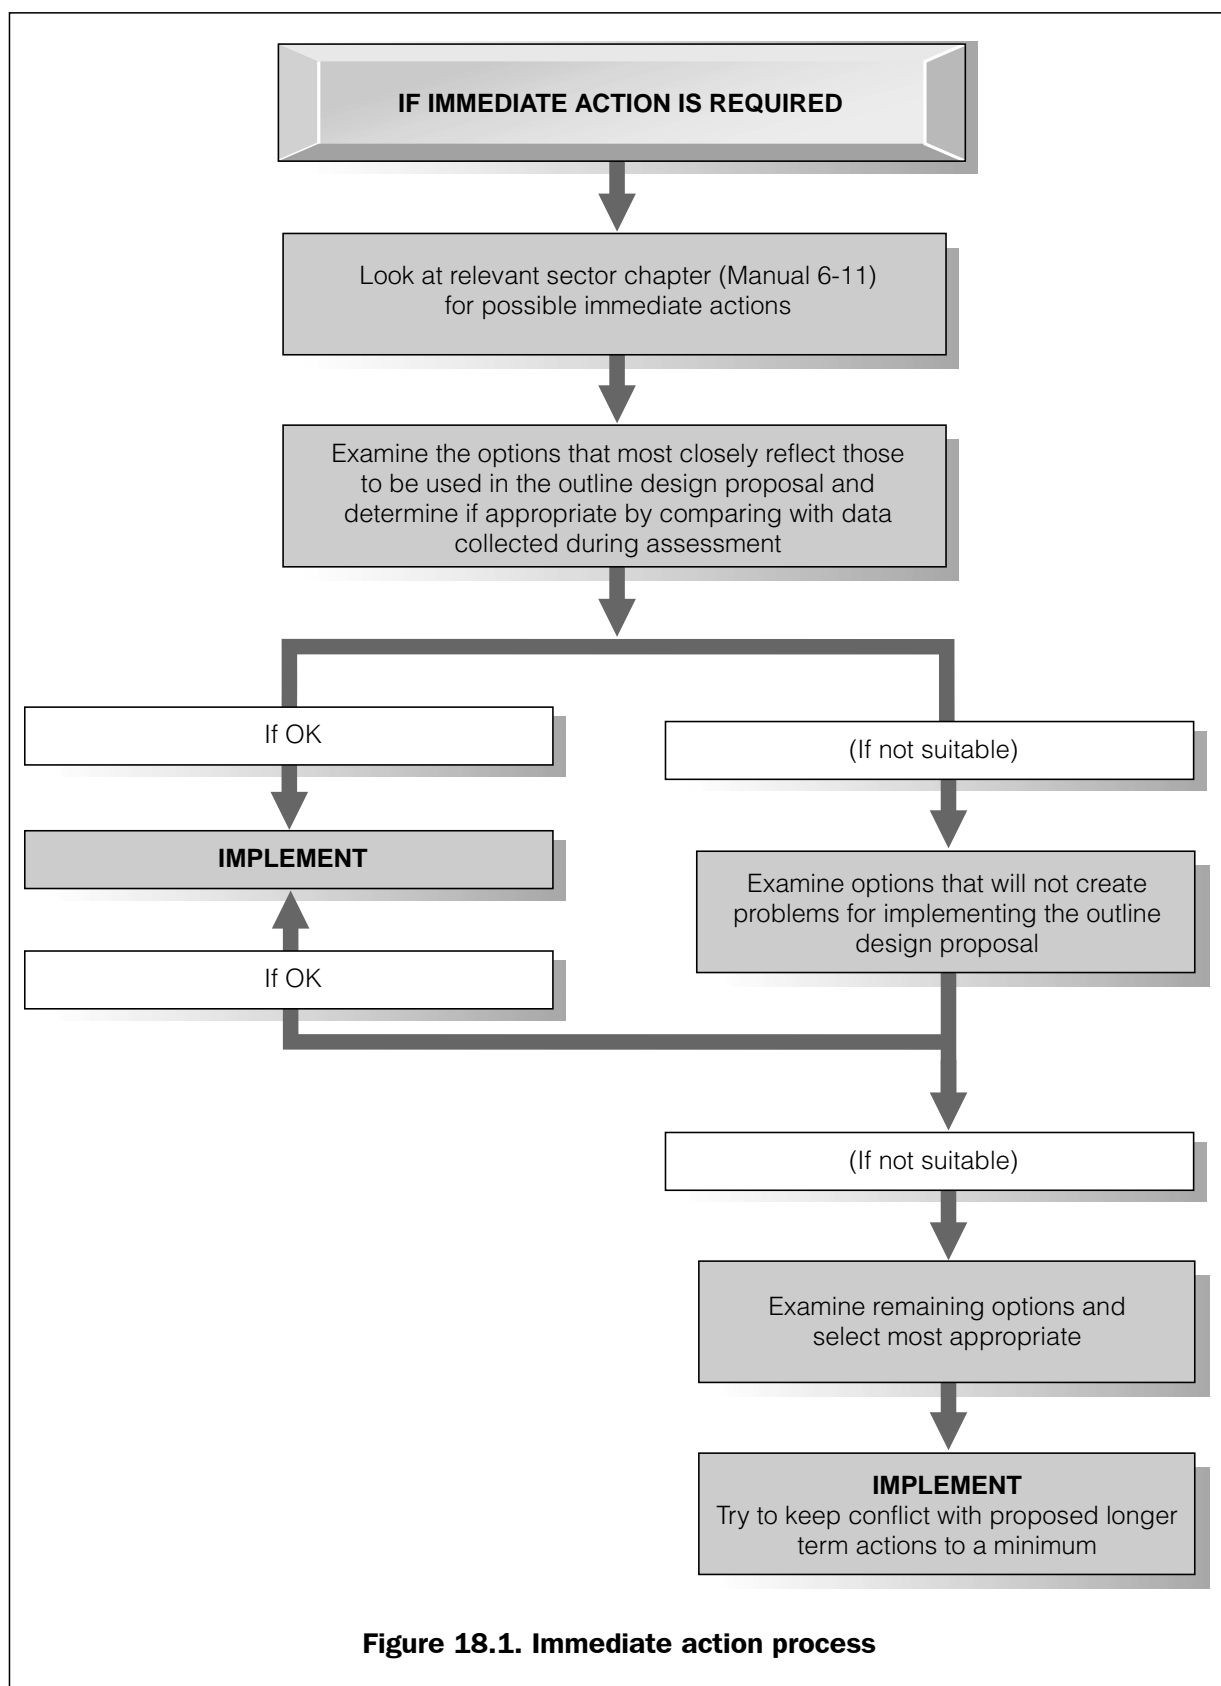 IF IMMEDIATE ACTION IS REQUIRED
Look at relevant sector chapter (Manual 6-11)
for possible immediate actions
Examine the options that most closely reflect those
to be used in the outline design proposal and
determine if appropriate by comparing with data
collected during assessment
If OK
(If not suitable)
IMPLEMENT
Examine options that will not create
problems for implementing the outline
design proposal
If OK
(If not suitable)
Examine remaining options and
select most appropriate
IMPLEMENT
Try to keep conflict with proposed longer
term actions to a minimum
Figure 18.1. Immediate action process